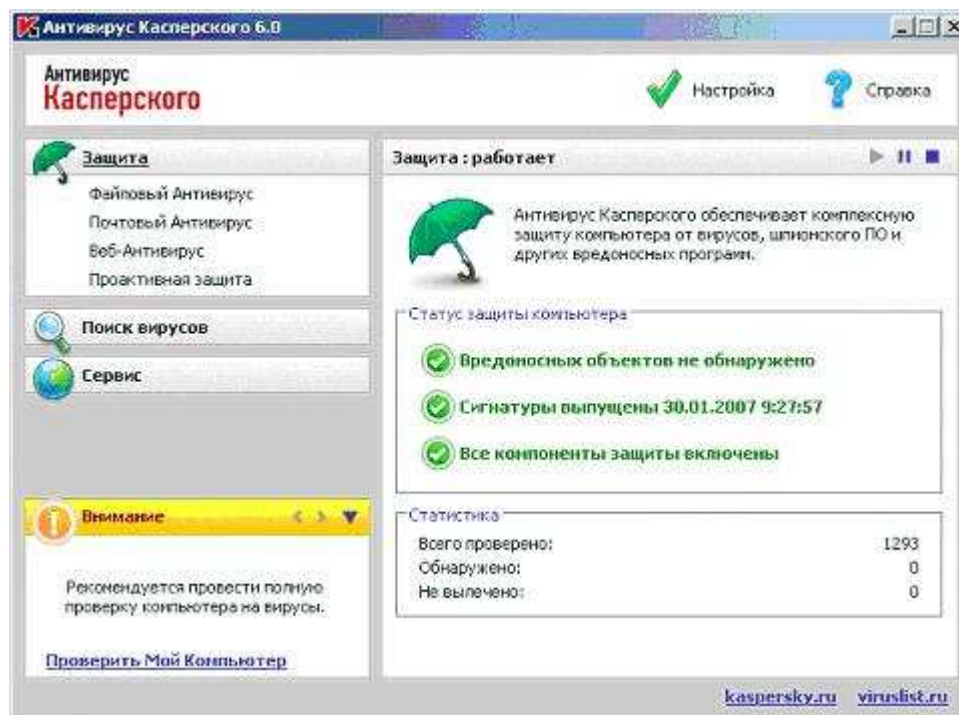 Антивирус Касперского 6.0
Антивирус
Касперского
Настройка
Справка
Защита
Файловый Антивирус
Почтовый Антивирус
Веб-Антивирус
Проактивная защита
Поиск вирусов
Сервис
Внимание
Рекомендуется провести полную
проверку компьютера на вирусы.
Проверить Мой Компьютер
Защита : работает
Антивирус Касперского обеспечивает комплексную
защиту компьютера от вирусов, шпионского ПО и
других вредоносных программ.
Статус защиты компьютера
Вредоносных объектов не обнаружено
Сигнатуры выпущены 30.01.2007 9:27:57
Все компоненты защиты включены
Статистика
Всего проверено: 1293
Обнаружено: 0
Не вылечено: 0
kaspersky.ru viruslist.ru